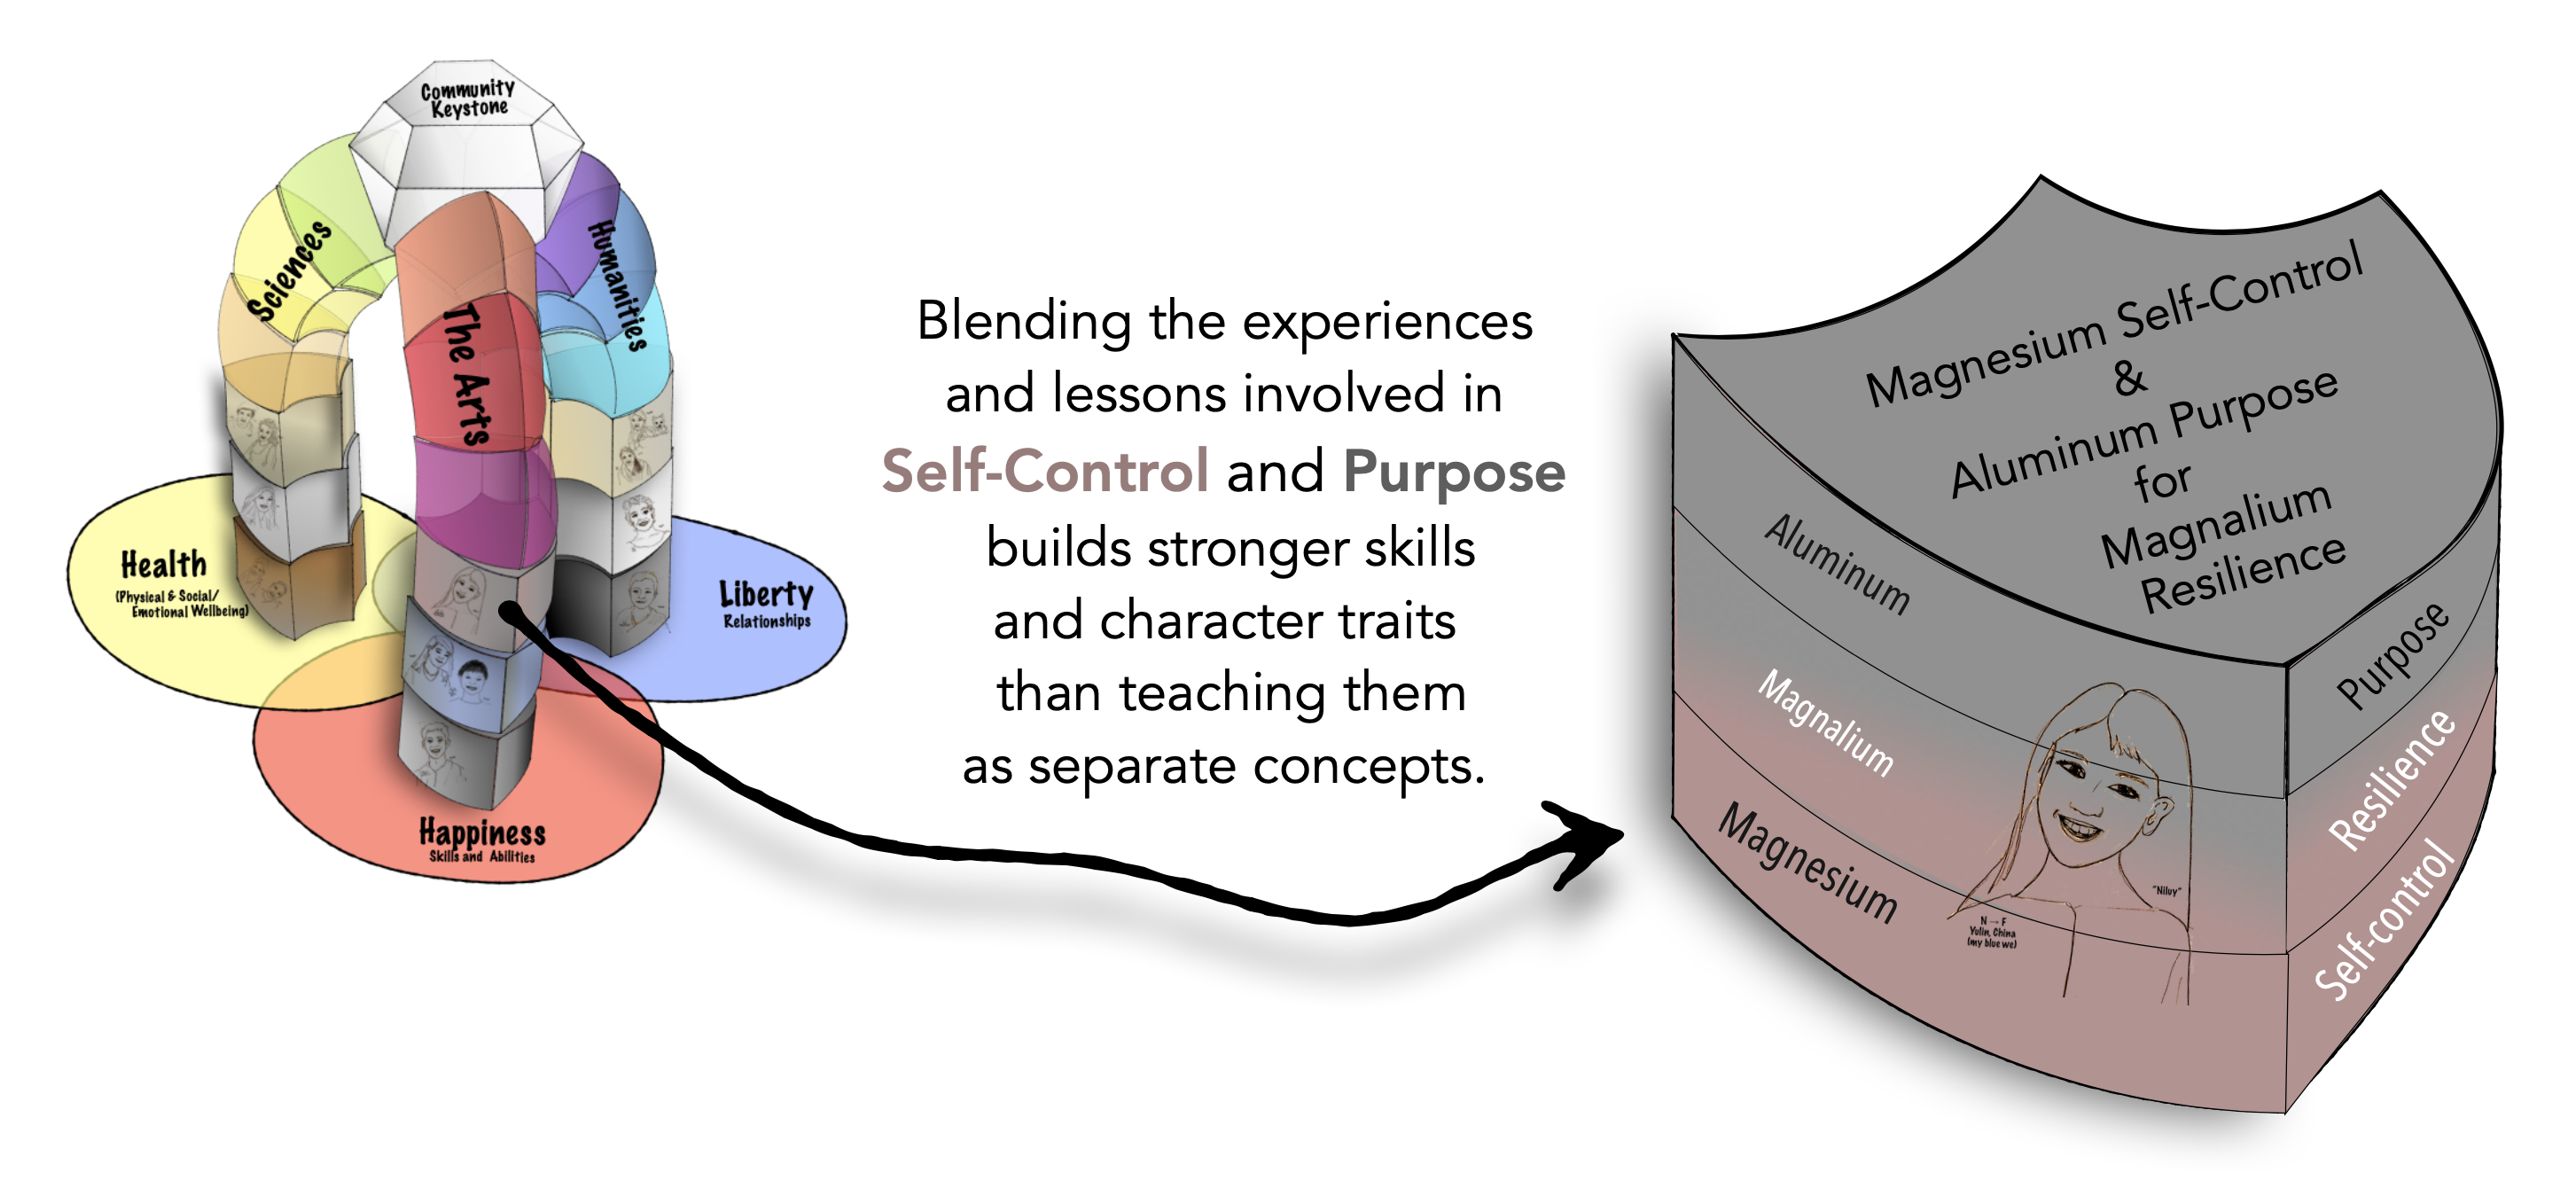 Community
Keystone
Sciences
The Arts
Humanities
Health
(Physical & Social/
Emotional Wellbeing)
Liberty
Relationships
Happiness
Skills and Abilities
Blending the experiences
and lessons involved in
Self-Control and Purpose
builds stronger skills
and character traits
than teaching them
as separate concepts.
Magnesium Self-Control
&
Aluminum Purpose
for
Magnalium
Resilience
Aluminum
Magnalium
Magnesium
Purpose
Resilience
Self-control
"Niluy"
N → F
Yulin, China
(my blue we)